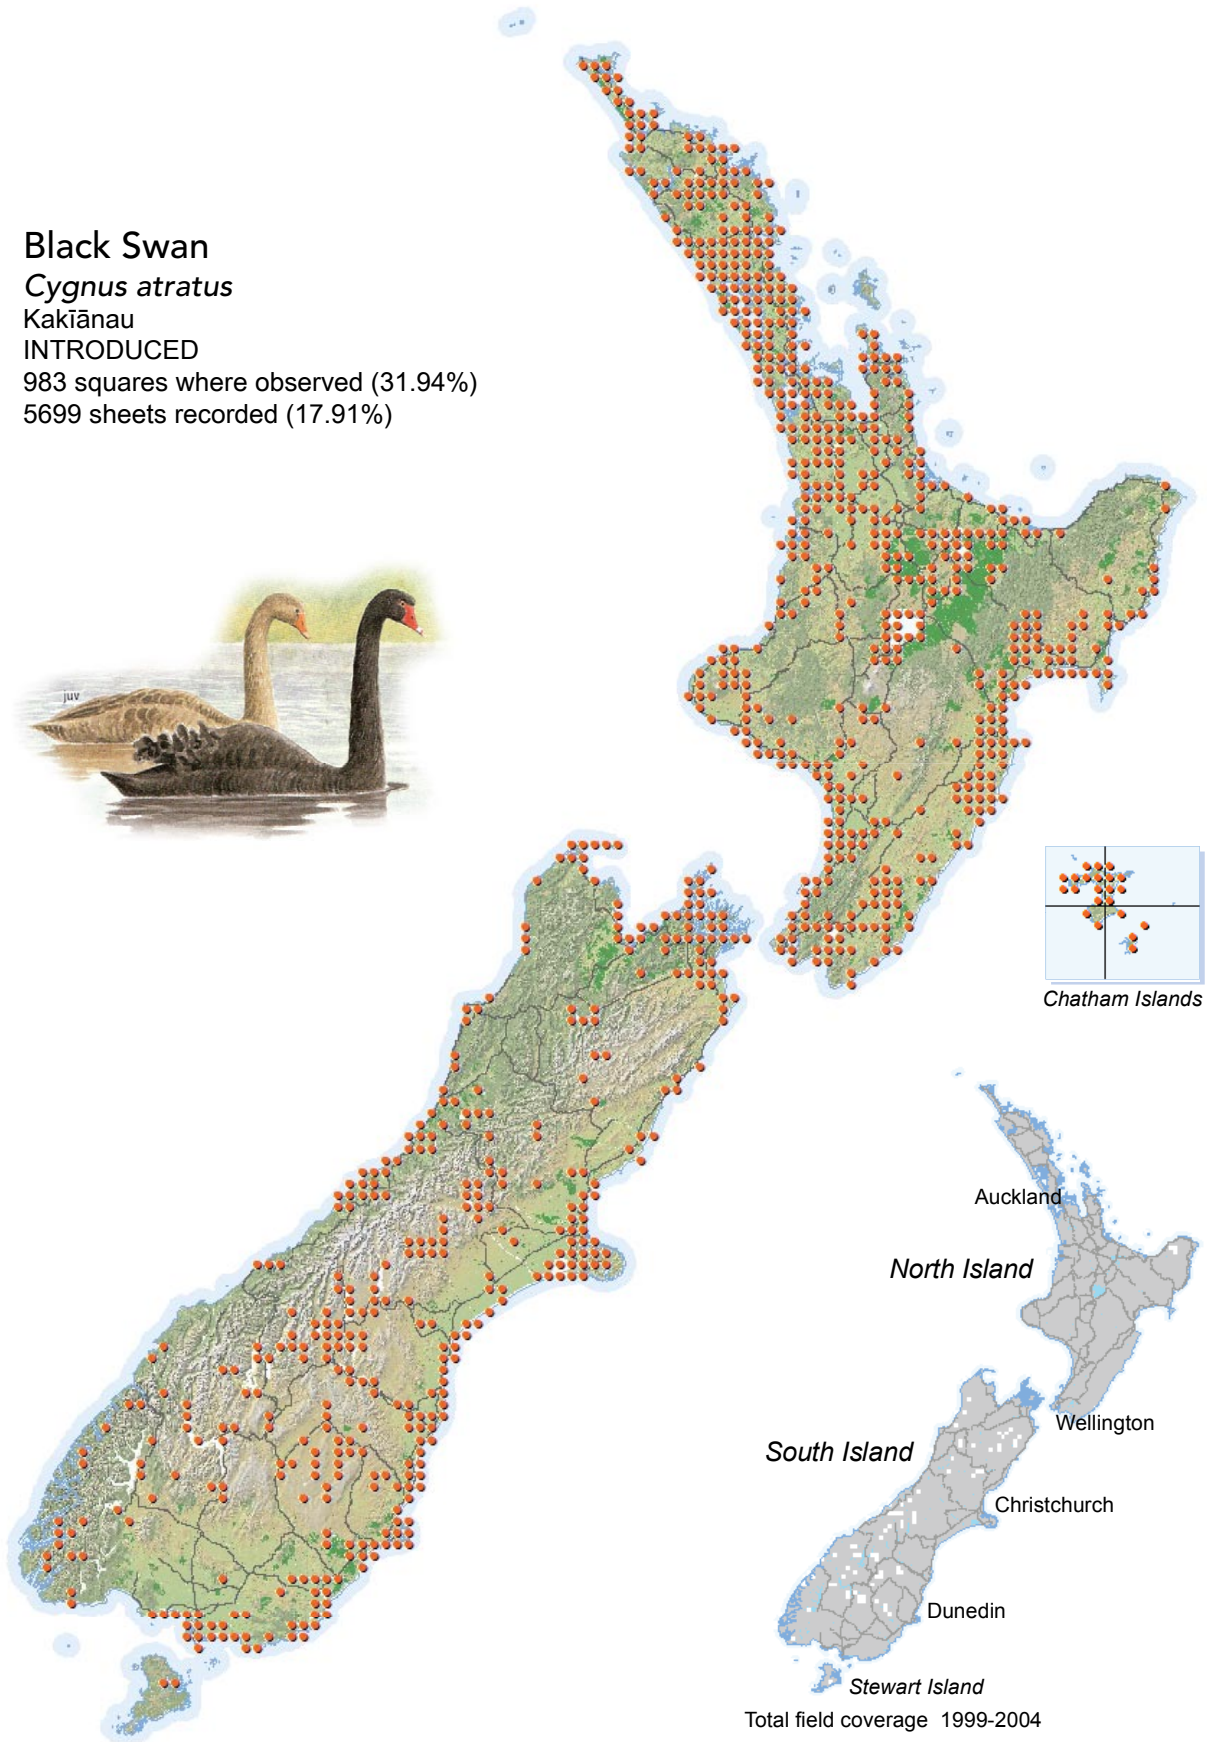 Black Swan
Cygnus atratus
Kakīānau
INTRODUCED
983 squares where observed (31.94%)
5699 sheets recorded (17.91%)
juv
Chatham Islands
Auckland
North Island
Wellington
South Island
Christchurch
Dunedin
Stewart Island
Total field coverage 1999-2004